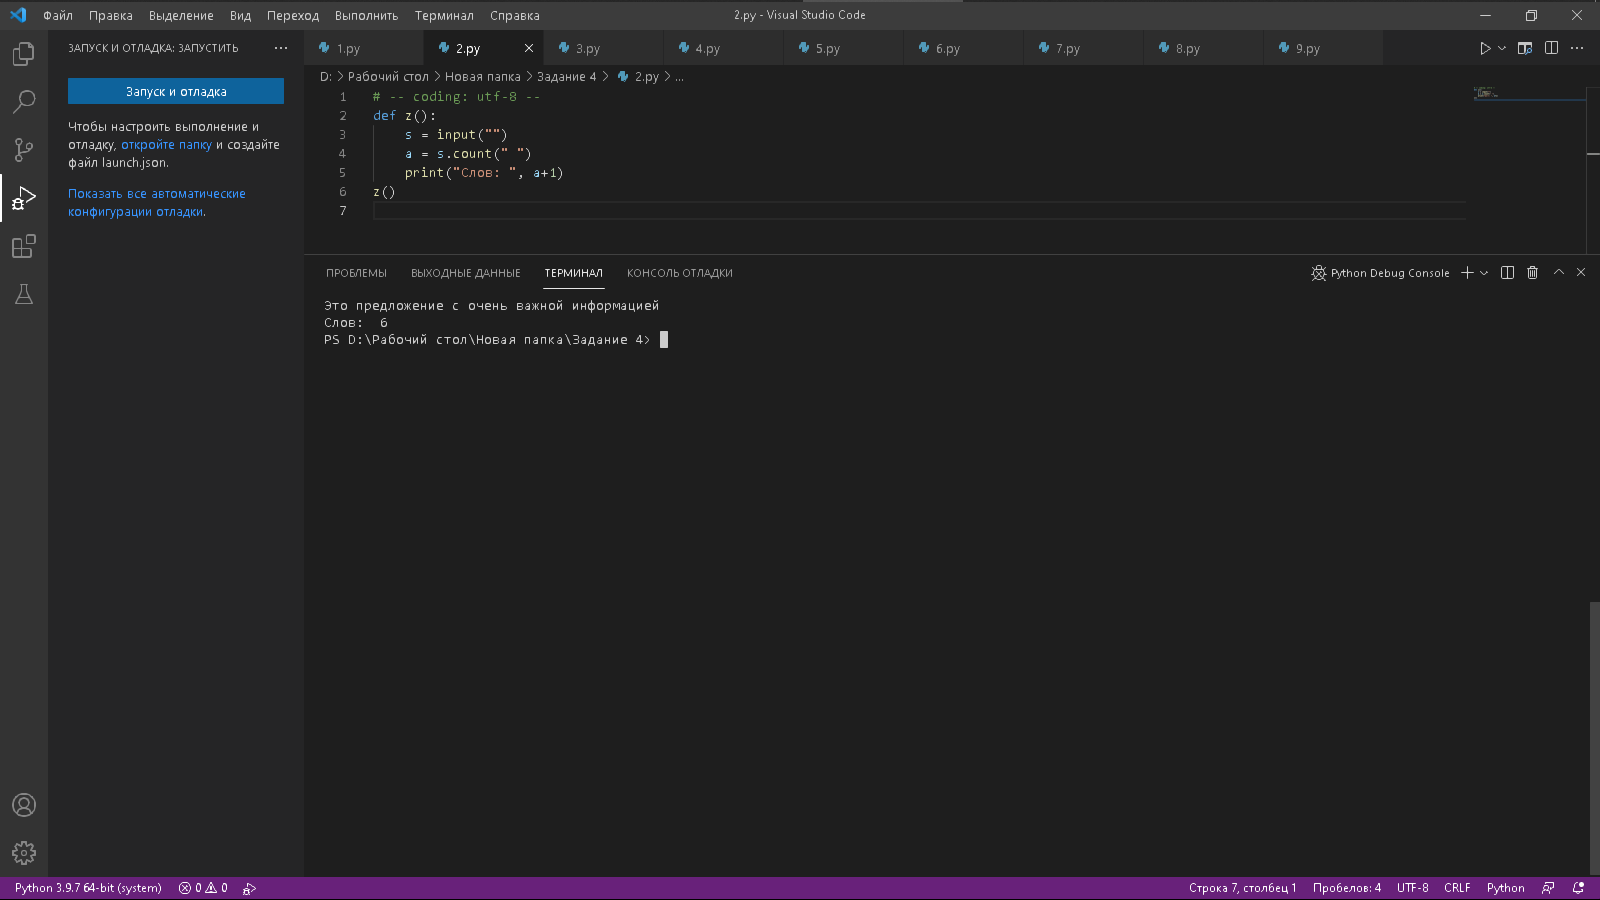 Файл Правка Выделение Вид Переход Выполнить Терминал Справка 2.py - Visual Studio Code
ЗАПУСК И ОТЛАДКА: ЗАПУСТИТЬ ...
1.py 2.py 3.py 4.py 5.py 6.py 7.py 8.py 9.py
Запуск и отладка
Чтобы настроить выполнение и
отладку, откройте папку и создайте
файл launch.json.
Показать все автоматические
конфигурации отладки.
D: > Рабочий стол > Новая папка > Задание 4 > 2.py > ...
1 # -- coding: utf-8 --
2 def z():
3 s = input("")
4 a = s.count(" ")
5 print("Слов: ", a+1)
6 z()
7
ПРОБЛЕМЫ ВЫХОДНЫЕ ДАННЫЕ ТЕРМИНАЛ КОНСОЛЬ ОТЛАДКИ Python Debug Console
Это предложение с очень важной информацией
Слов:  6
PS D:\Рабочий стол\Новая папка\Задание 4>
Python 3.9.7 64-bit (system) 0 0 Строка 7, столбец 1 Пробелов: 4 UTF-8 CRLF Python